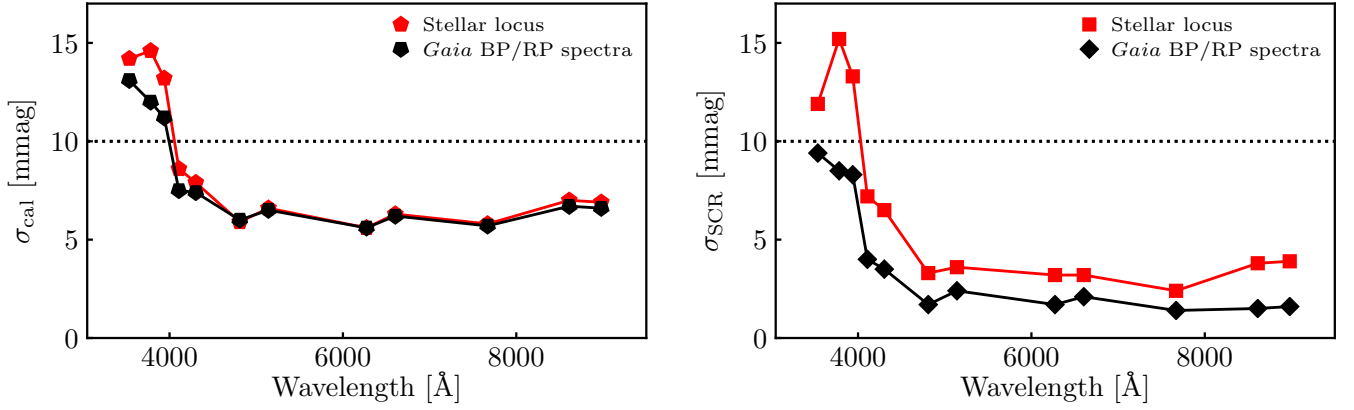 Stellar locus
Gaia BP/RP spectra
15
10
5
0
σcal [mmag]
4000 6000 8000
Wavelength [Å]
Stellar locus
Gaia BP/RP spectra
15
10
5
0
σSCR [mmag]
4000 6000 8000
Wavelength [Å]